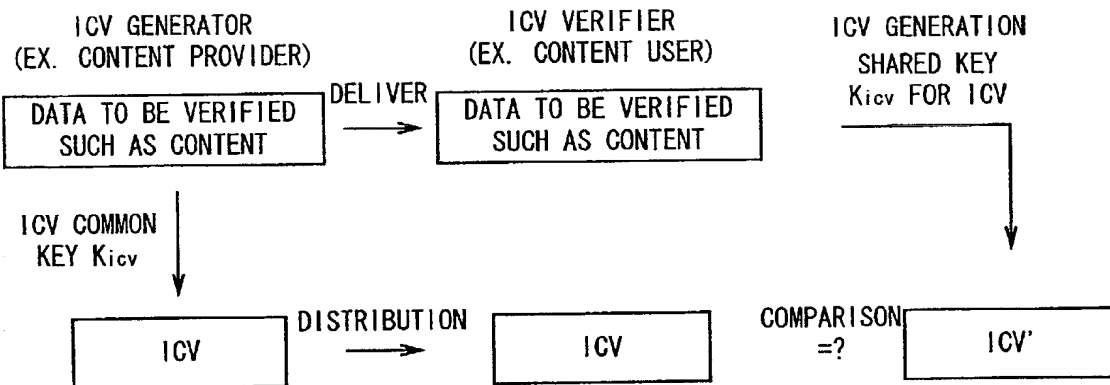 ICV GENERATOR
(EX. CONTENT PROVIDER)
ICV VERIFIER
(EX. CONTENT USER)
ICV GENERATION
SHARED KEY
Kicv FOR ICV
DATA TO BE VERIFIED
SUCH AS CONTENT
DELIVER
DATA TO BE VERIFIED
SUCH AS CONTENT
ICV COMMON
KEY Kicv
ICV
DISTRIBUTION
ICV
COMPARISON
=?
ICV'